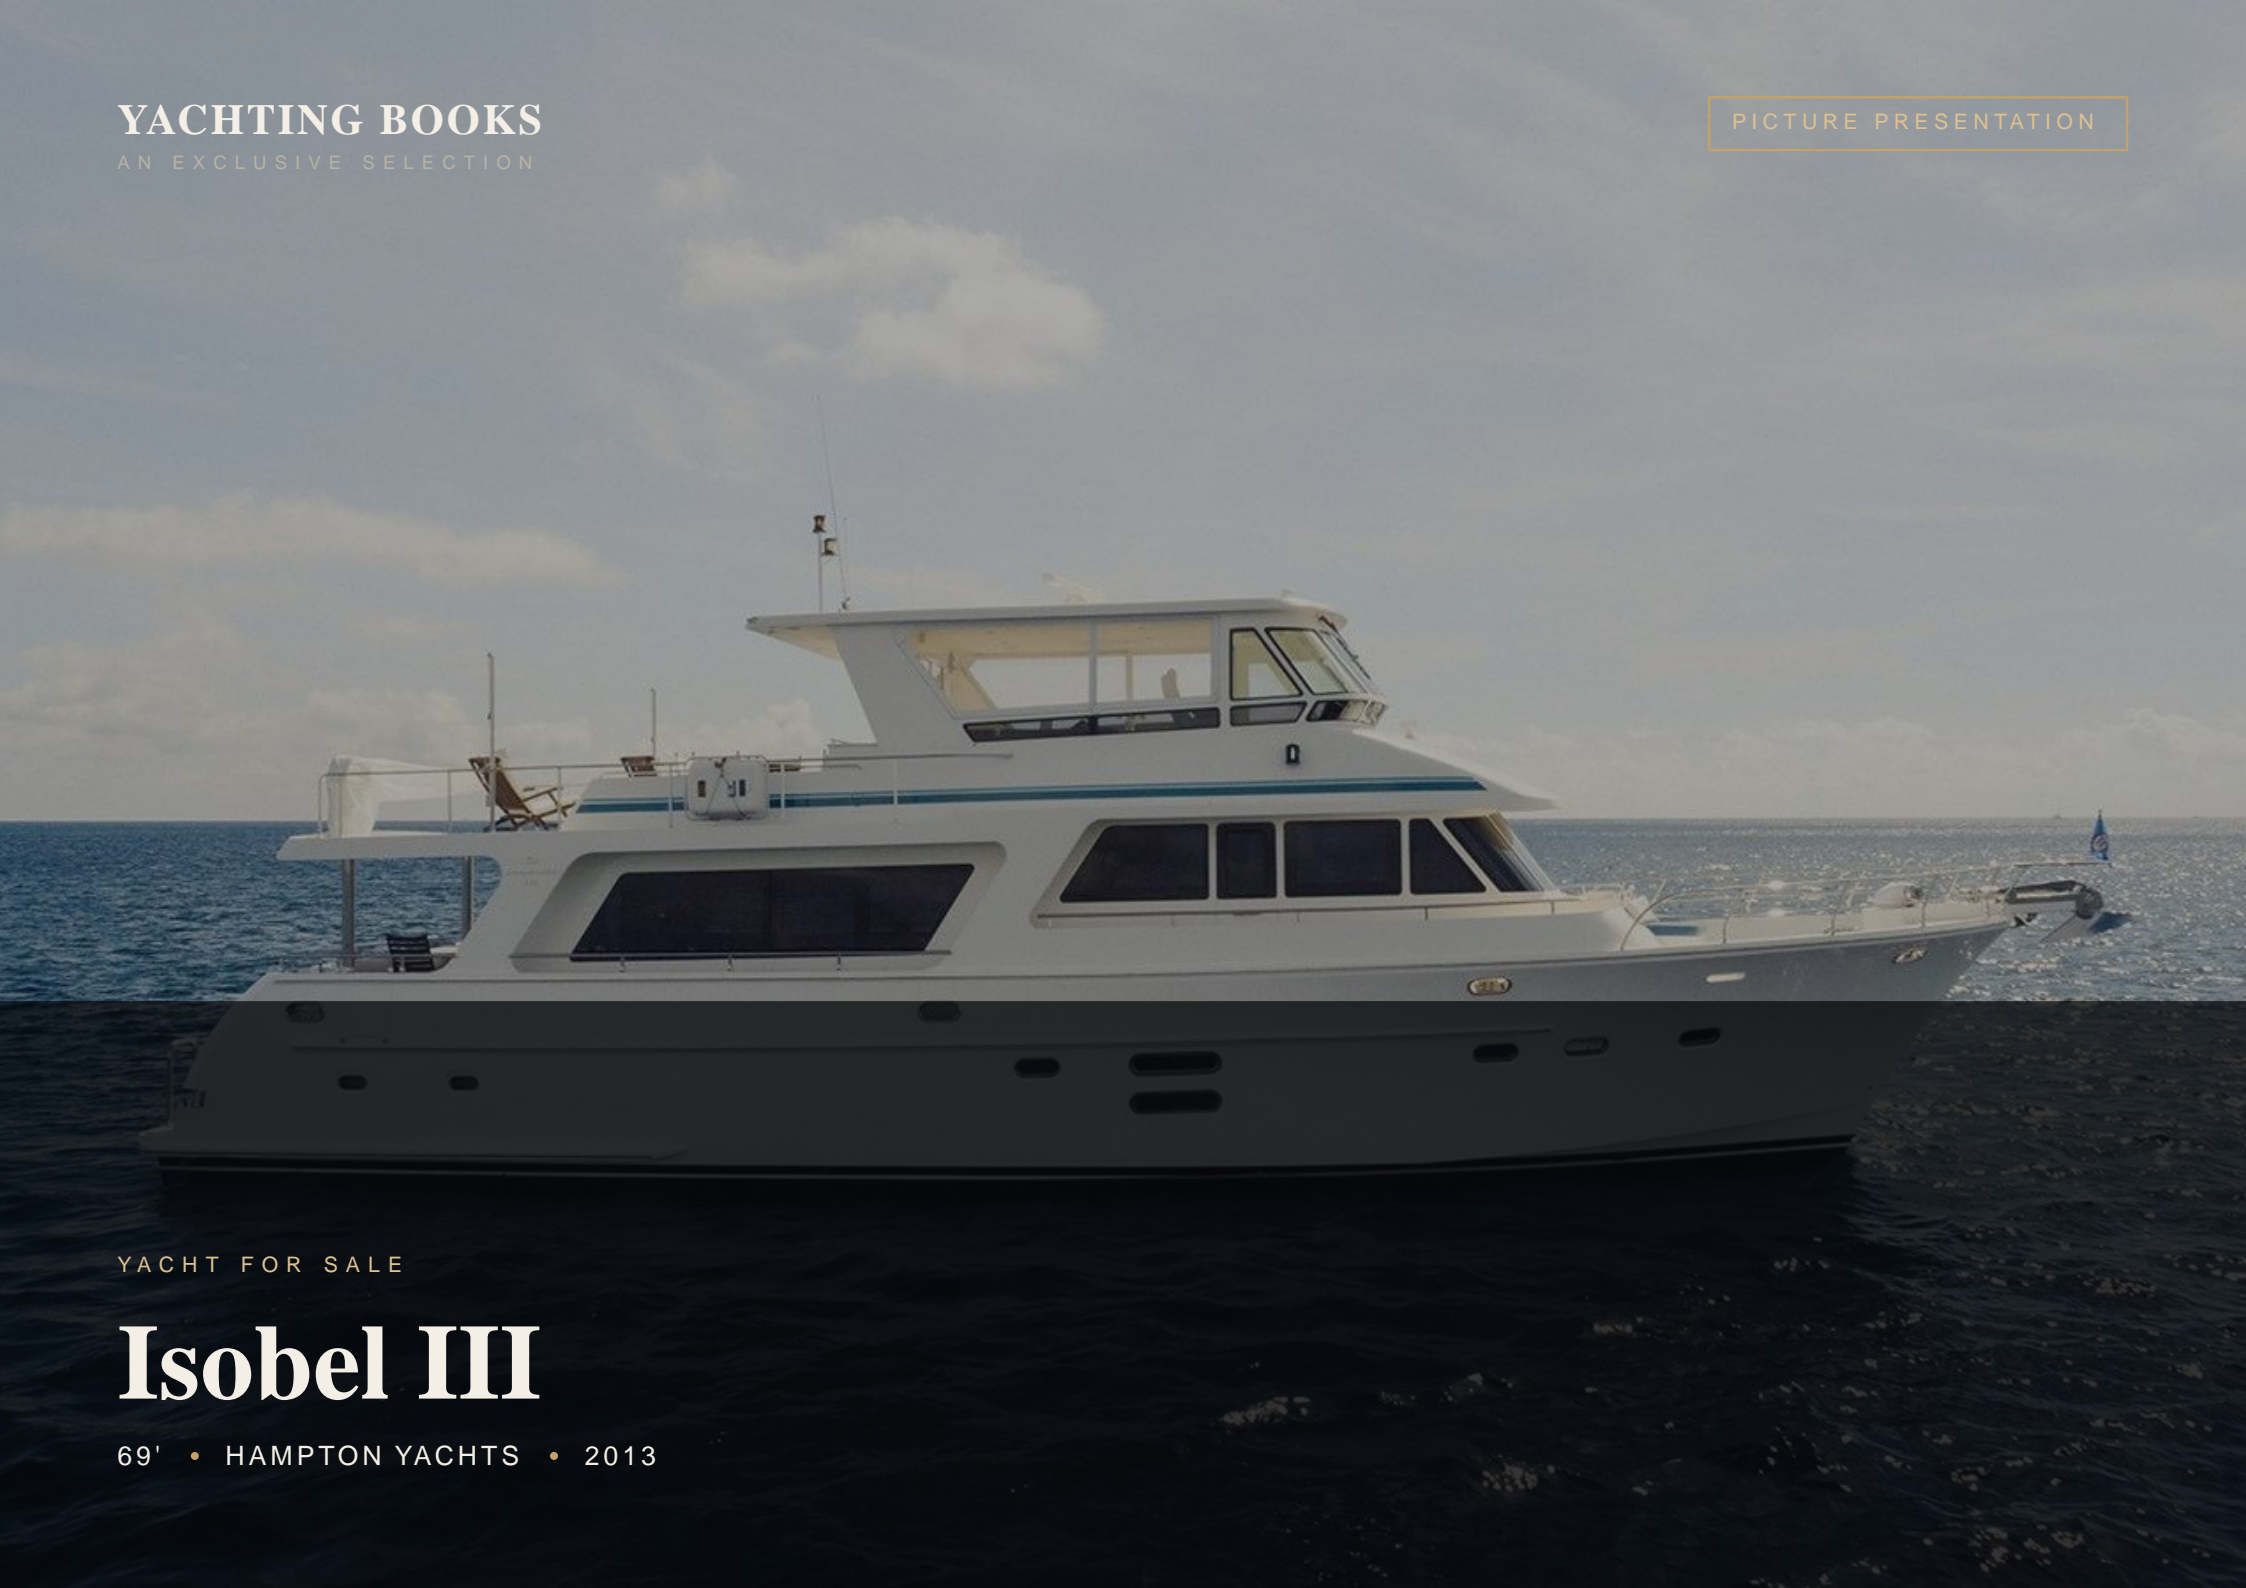 YACHTING BOOKS
AN EXCLUSIVE SELECTION
PICTURE PRESENTATION
YACHT FOR SALE
Isobel III
69' • HAMPTON YACHTS • 2013